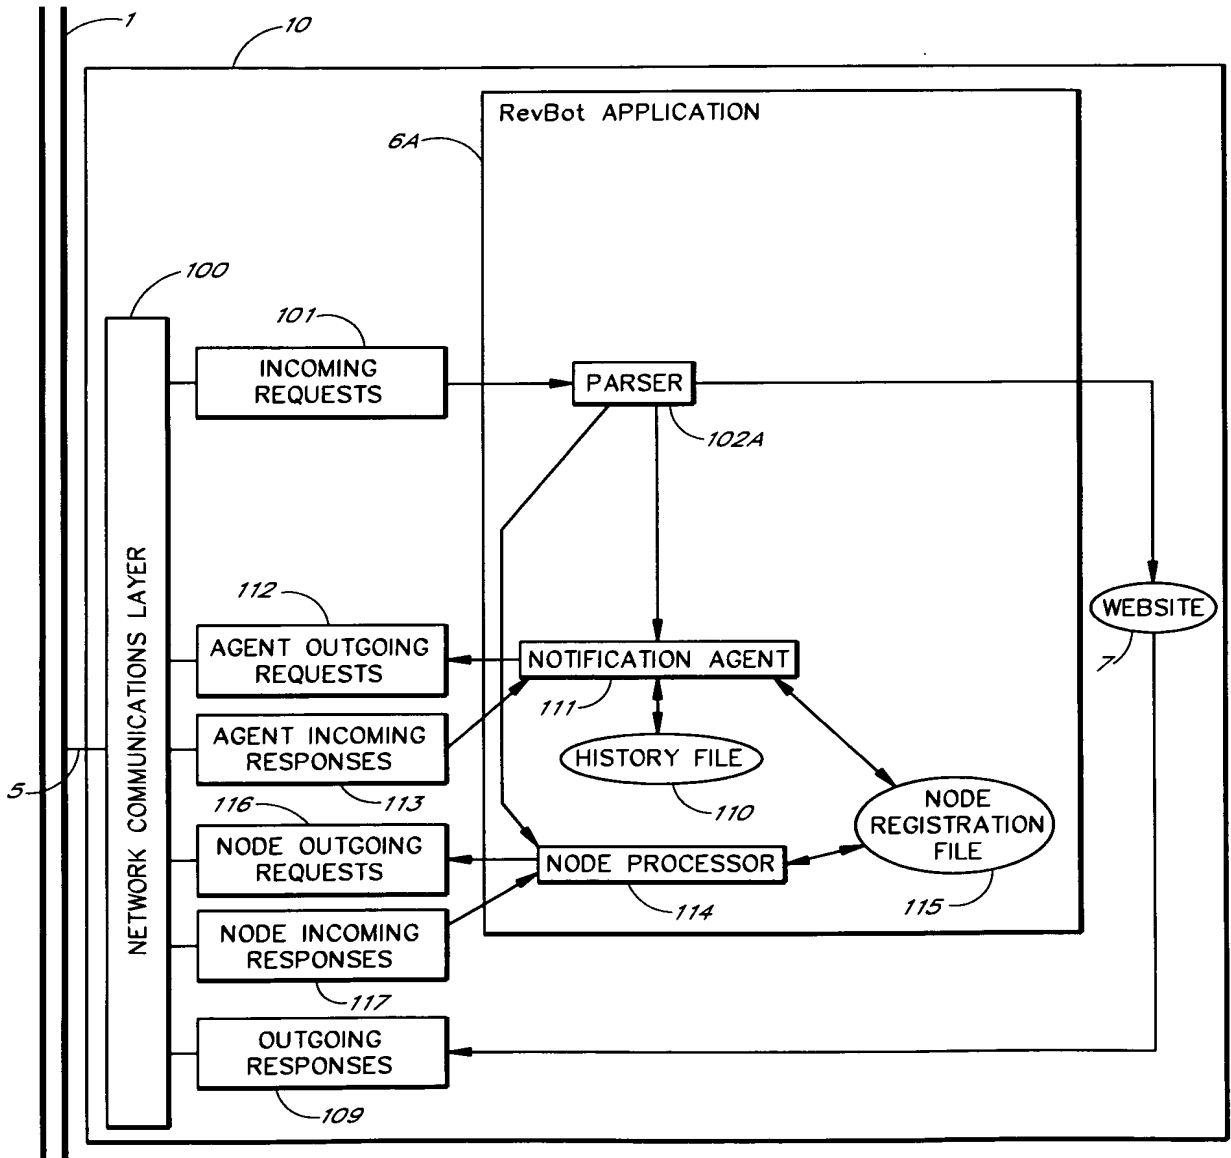 1
10
RevBot APPLICATION
6A
100
101
INCOMING
REQUESTS
PARSER
102A
NETWORK COMMUNICATIONS LAYER
112
AGENT OUTGOING
REQUESTS
NOTIFICATION AGENT
111
WEBSITE
7
AGENT INCOMING
RESPONSES
113
HISTORY FILE
110
5
116
NODE OUTGOING
REQUESTS
NODE PROCESSOR
114
NODE
REGISTRATION
FILE
115
NODE INCOMING
RESPONSES
117
OUTGOING
RESPONSES
109